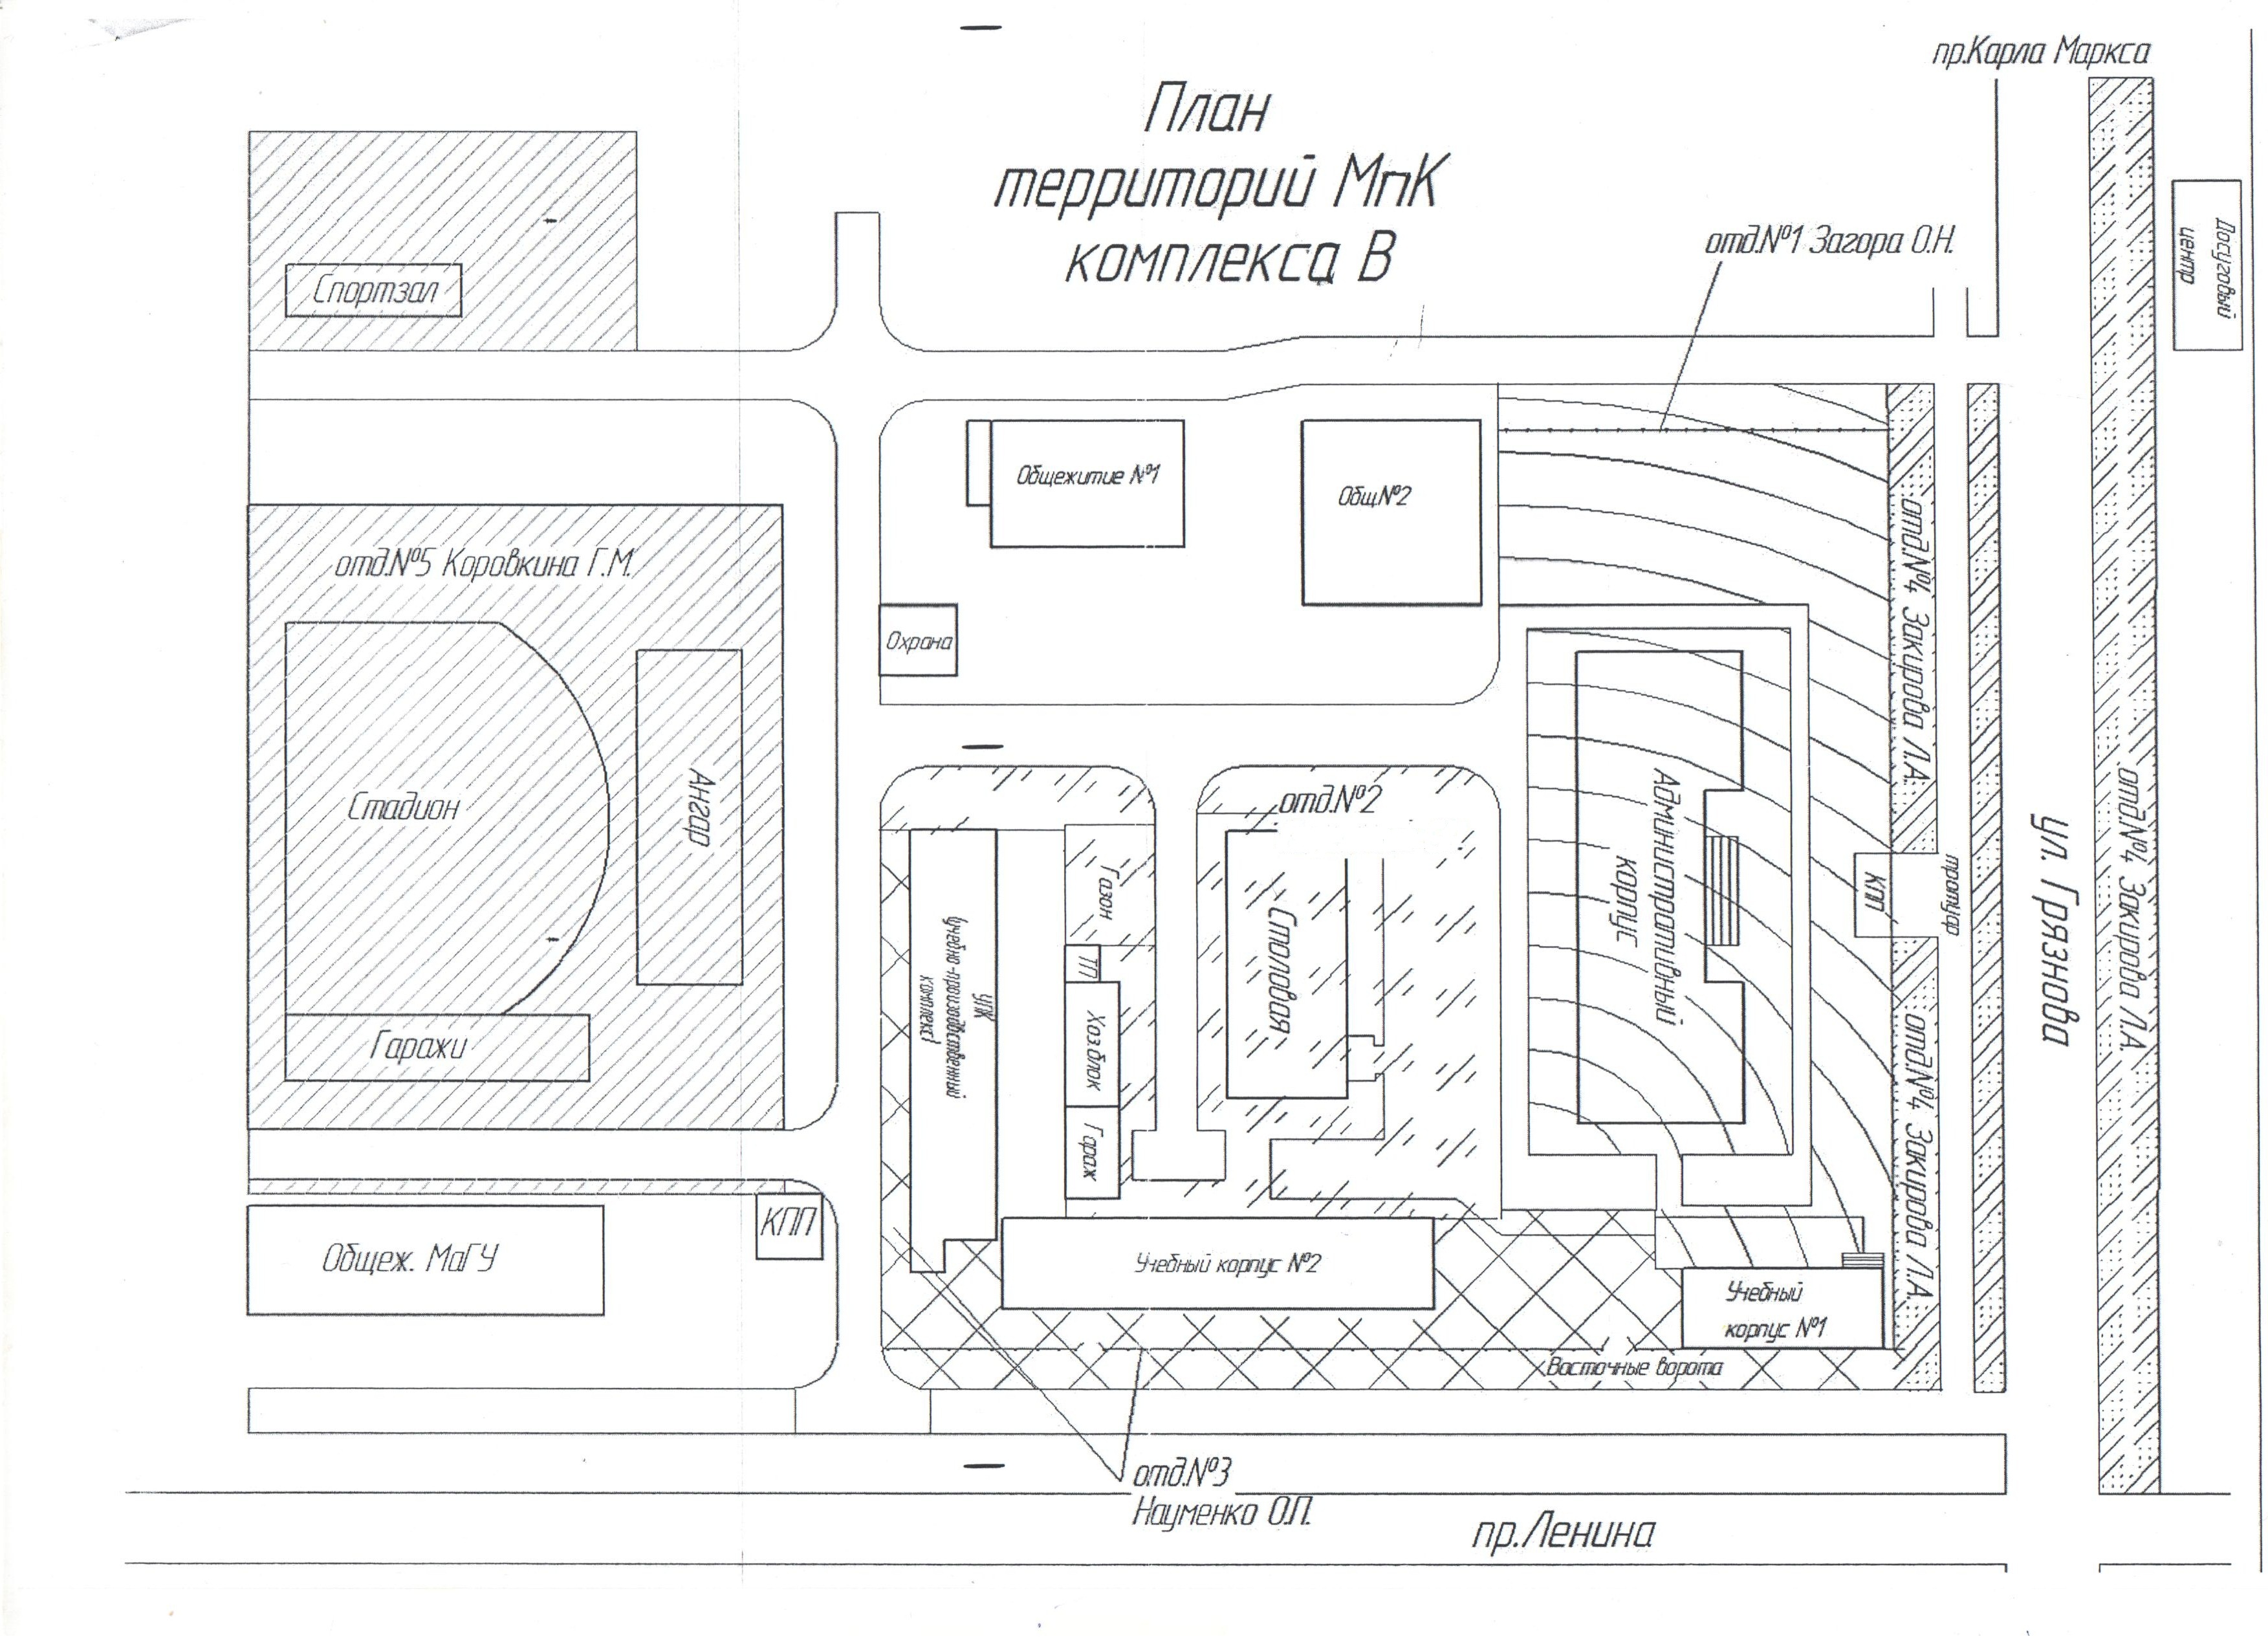 пр.Карла Маркса
План
территорий МпК
комплекса В
Досуговый
центр
отд.№1 Загора О.Н.
Спортзал
Общежитие №1
Общ№2
отд.№4 Закирова Л.А.
отд.№5 Коровкина Г.М.
Охрана
Стадион
Ангар
отд.№2
Административный
корпус
КПП
тротуар
ул. Грязнова
отд.№4 Закирова Л.А.
Газон
ТП
Столовая
УПК
(учебно-производственный
комплекс)
Хоз.блок
Гараж
Гаражи
отд.№4 Закирова Л.А.
КПП
Общеж. МаГУ
Учебный корпус №2
Учебный
корпус №1
Восточные ворота
отд.№3
Науменко О.П.
пр.Ленина